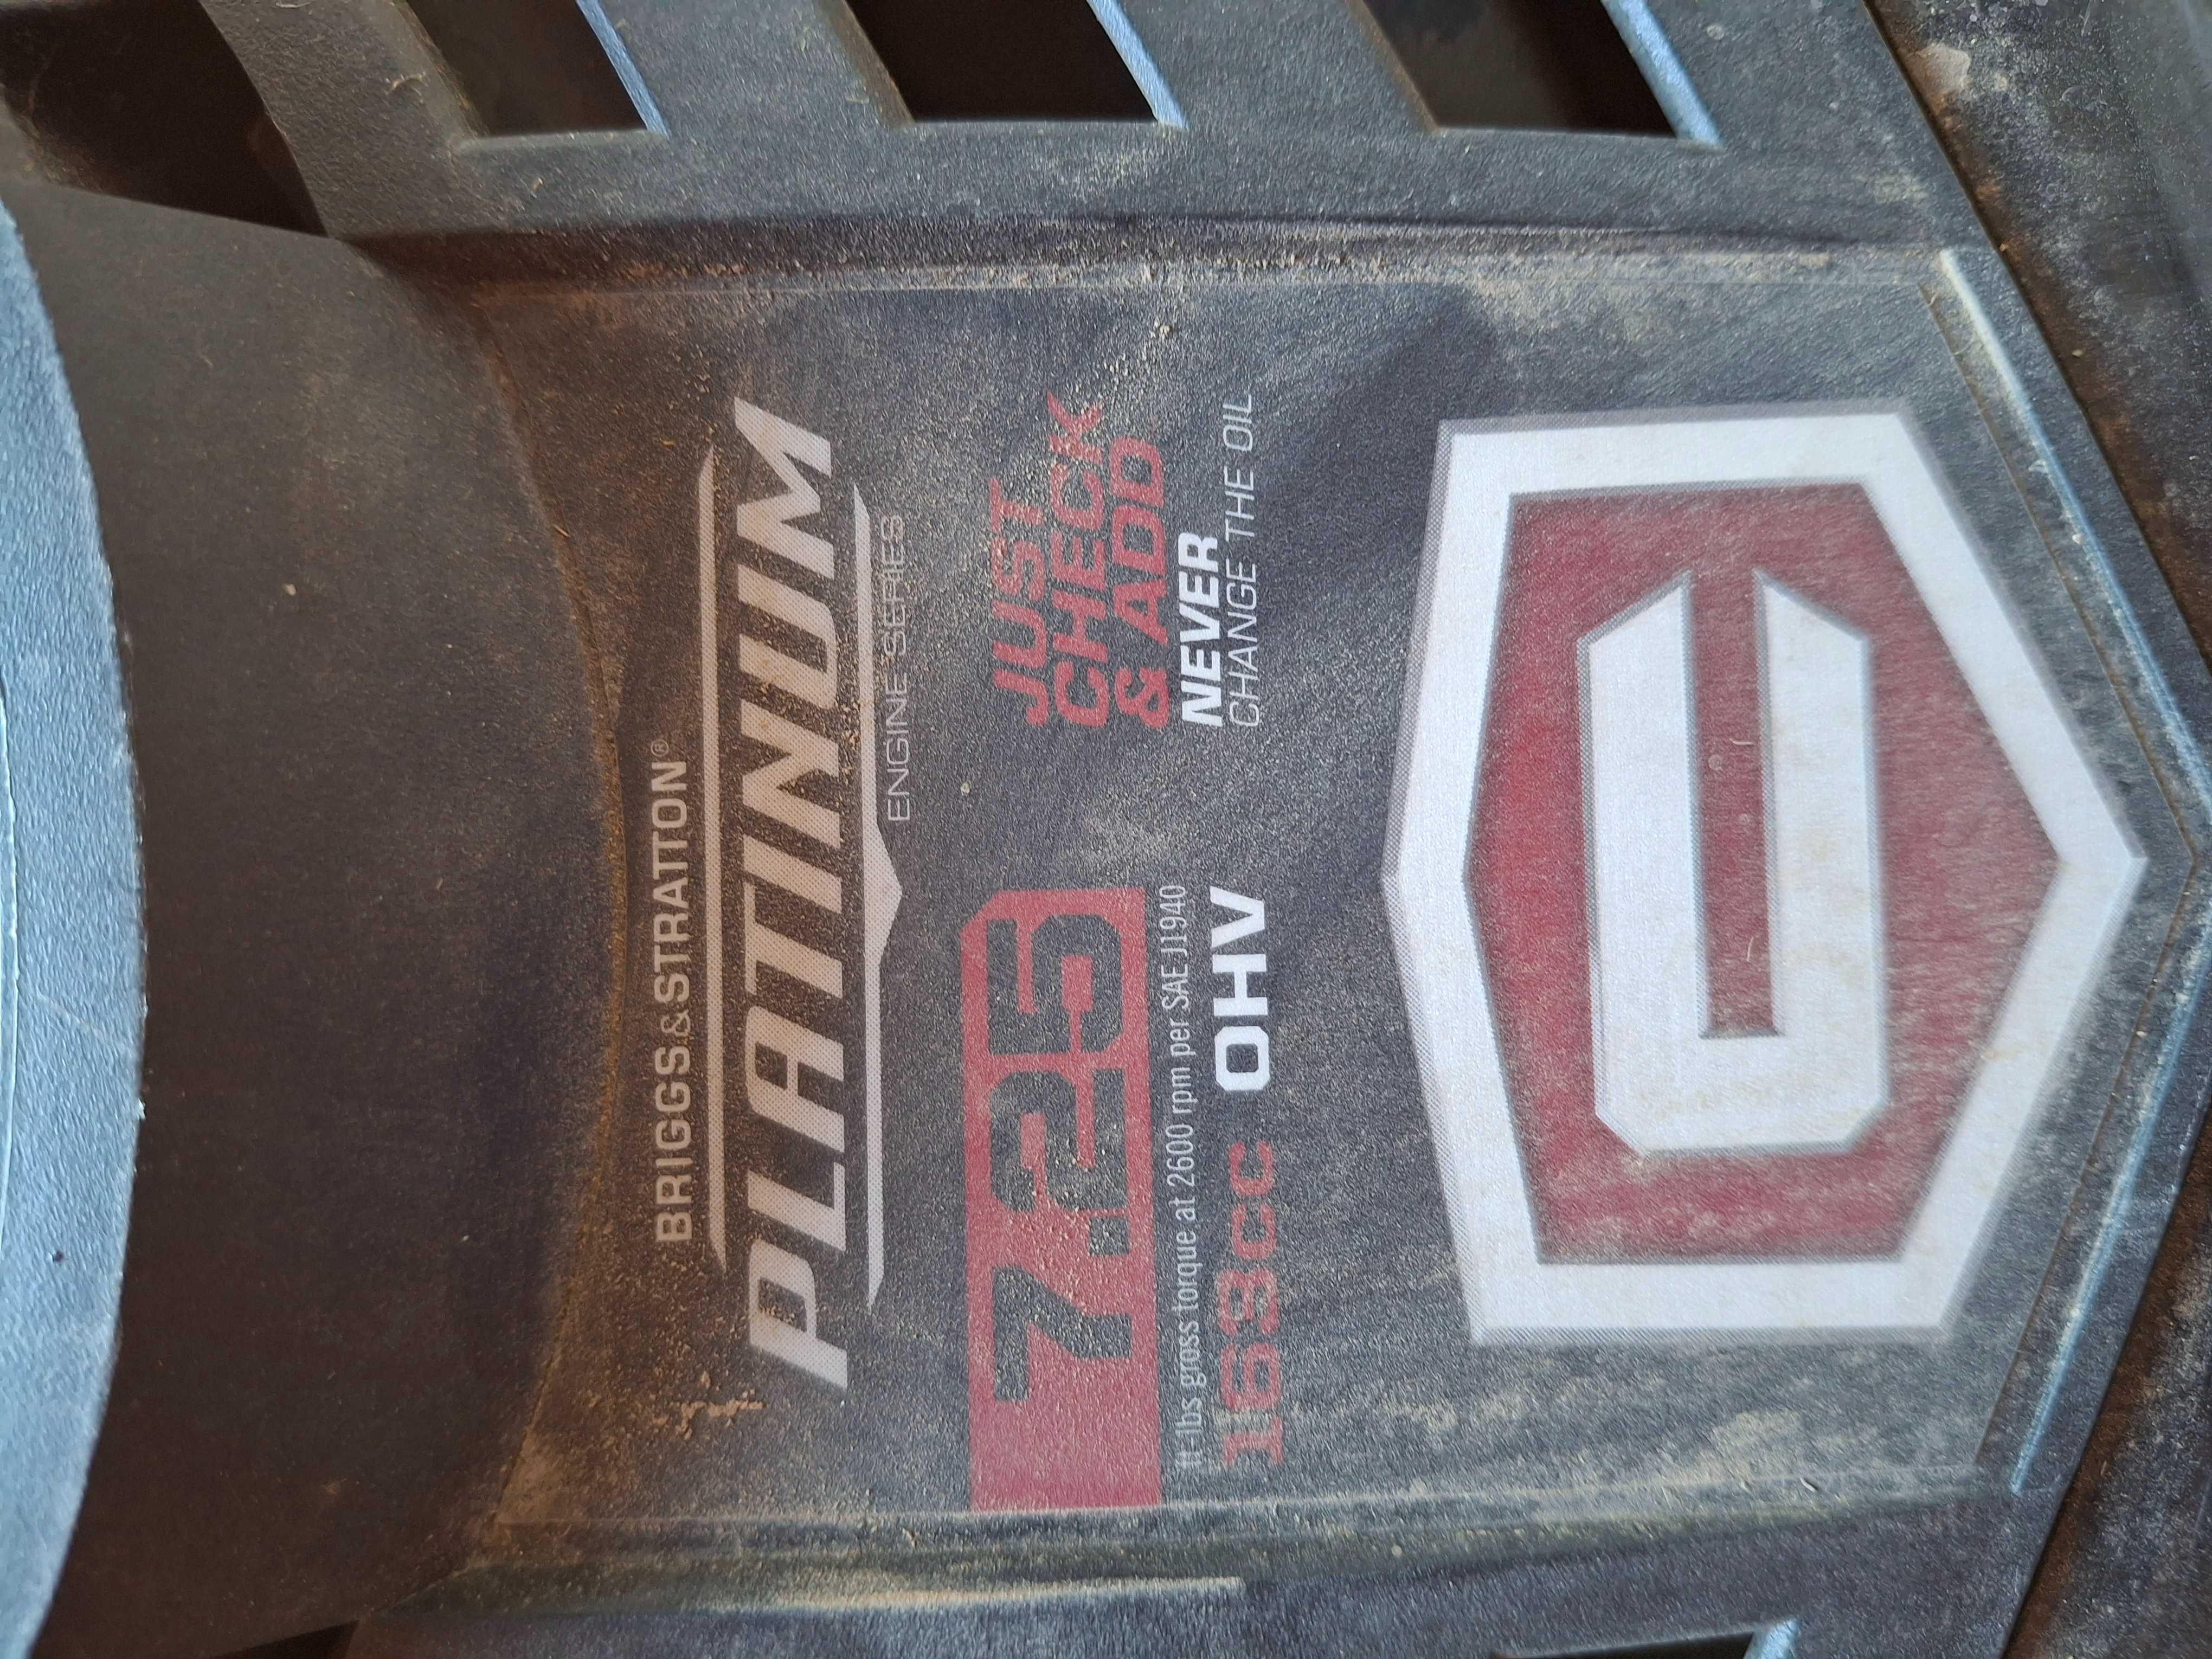 BRIGGS & STRATTON®
PLATINUM
ENGINE SERIES
7.25
ft-lbs gross torque at 2600 rpm per SAE J1940
163cc OHV
JUST
CHECK
& ADD
NEVER
CHANGE THE OIL